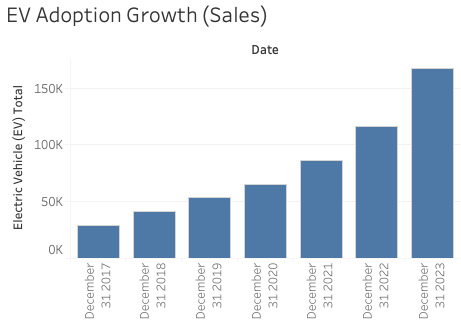 EV Adoption Growth (Sales)
Date
Electric Vehicle (EV) Total
150K
100K
50K
0K
December
31 2017
December
31 2018
December
31 2019
December
31 2020
December
31 2021
December
31 2022
December
31 2023